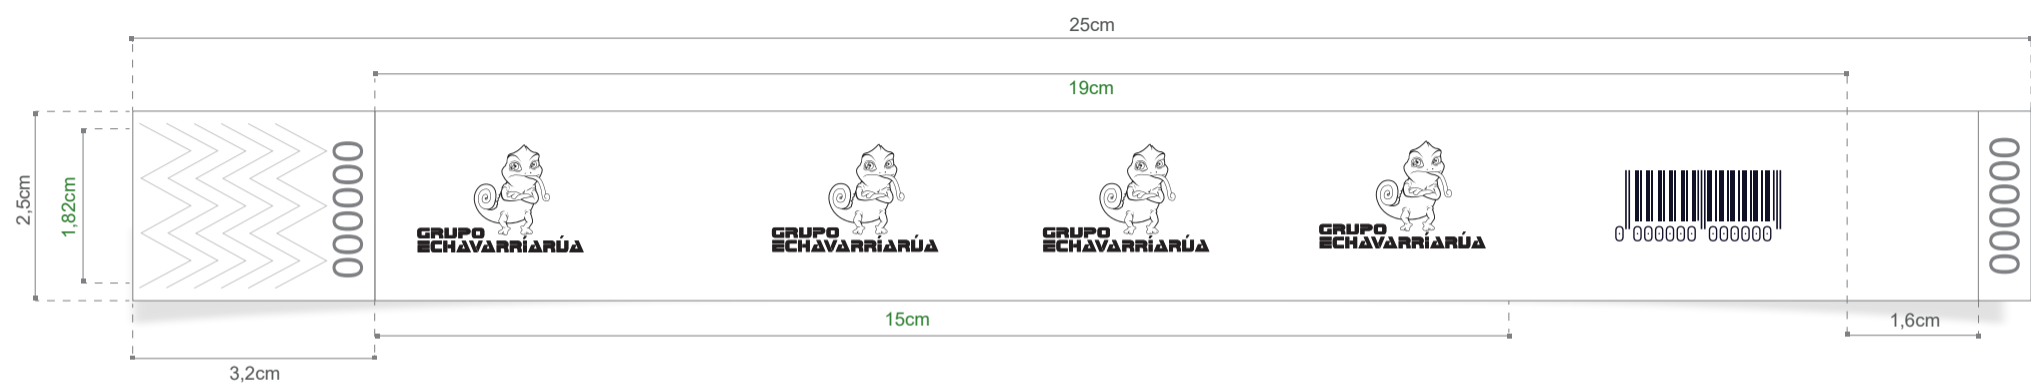 25cm
19cm
2,5cm
1,82cm
000000
GRUPO
ECHAVARRÍARÚA
GRUPO
ECHAVARRÍARÚA
GRUPO
ECHAVARRÍARÚA
GRUPO
ECHAVARRÍARÚA
0 000000 000000
000000
15cm
1,6cm
3,2cm